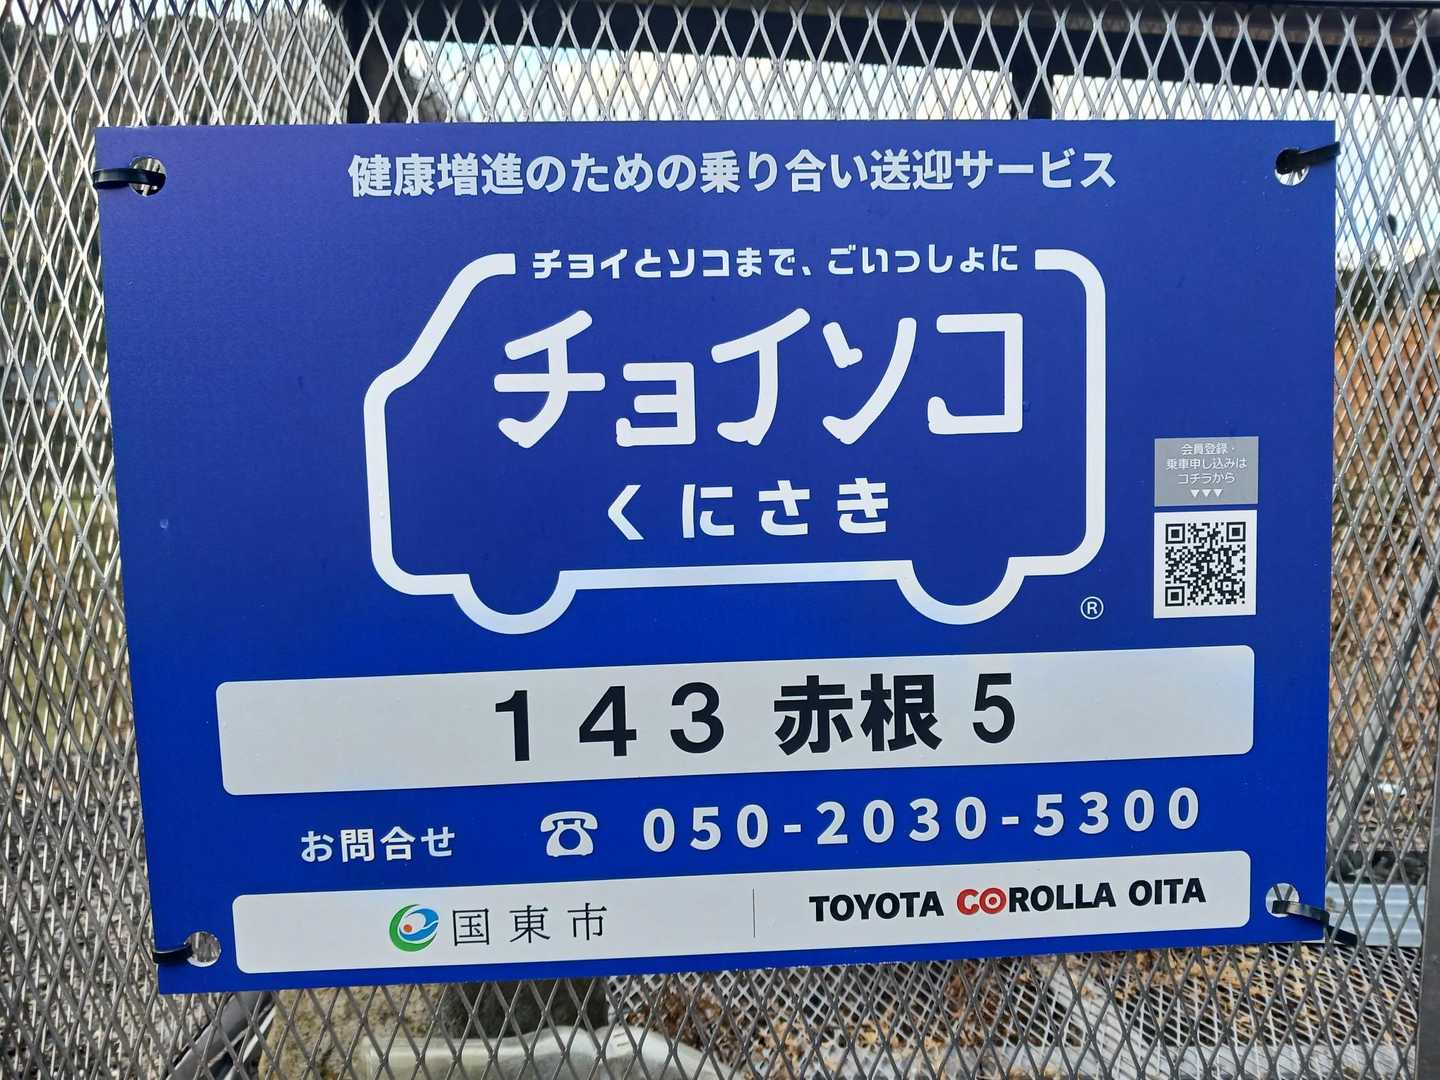 健康増進のための乗り合い送迎サービス
チョイとソコまで、ごいっしょに
チョイソコ
くにさき
®
会員登録・
乗車申し込みは
コチラから
▼▼▼
143 赤根5
お問合せ ☎ 050-2030-5300
国東市
TOYOTA COROLLA OITA